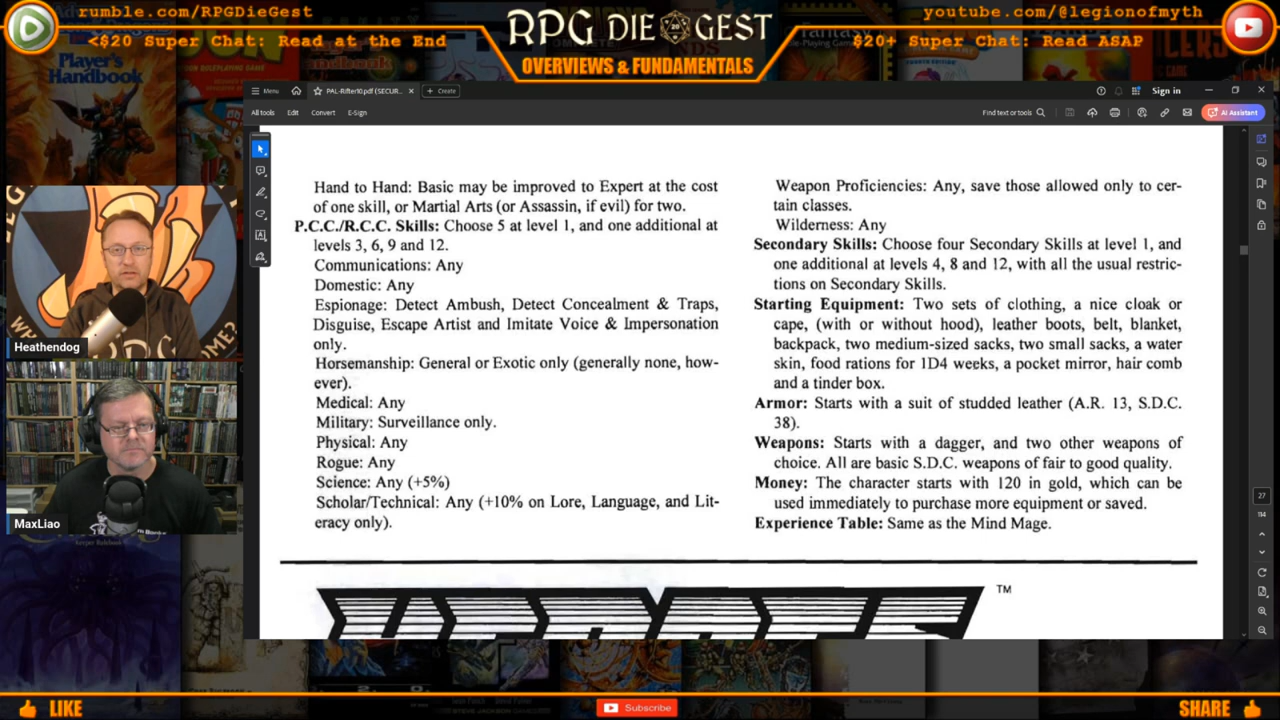 rumble.com/RPGDieGest
<$20 Super Chat: Read at the End
RPG DIE GEST
OVERVIEWS & FUNDAMENTALS
youtube.com/@legionofmyth
$20+ Super Chat: Read ASAP
Player's
Handbook
Menu
PAL-Rifter10.pdf (SECUR...
Create
Sign in
All tools
Edit
Convert
E-Sign
Find text or tools
AI Assistant
Hand to Hand: Basic may be improved to Expert at the cost
of one skill, or Martial Arts (or Assassin, if evil) for two.
P.C.C./R.C.C. Skills: Choose 5 at level 1, and one additional at
levels 3, 6, 9 and 12.
Communications: Any
Domestic: Any
Espionage: Detect Ambush, Detect Concealment & Traps,
Disguise, Escape Artist and Imitate Voice & Impersonation
only.
Horsemanship: General or Exotic only (generally none, how-
ever).
Medical: Any
Military: Surveillance only.
Physical: Any
Rogue: Any
Science: Any (+5%)
Scholar/Technical: Any (+10% on Lore, Language, and Lit-
eracy only).
Weapon Proficiencies: Any, save those allowed only to cer-
tain classes.
Wilderness: Any
Secondary Skills: Choose four Secondary Skills at level 1, and
one additional at levels 4, 8 and 12, with all the usual restric-
tions on Secondary Skills.
Starting Equipment: Two sets of clothing, a nice cloak or
cape, (with or without hood), leather boots, belt, blanket,
backpack, two medium-sized sacks, two small sacks, a water
skin, food rations for 1D4 weeks, a pocket mirror, hair comb
and a tinder box.
Armor: Starts with a suit of studded leather (A.R. 13, S.D.C.
38).
Weapons: Starts with a dagger, and two other weapons of
choice. All are basic S.D.C. weapons of fair to good quality.
Money: The character starts with 120 in gold, which can be
used immediately to purchase more equipment or saved.
Experience Table: Same as the Mind Mage.
TM
27
114
Heathendog
MaxLiao
LIKE
Subscribe
SHARE